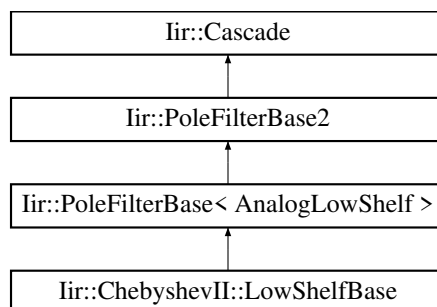 Iir::Cascade
Iir::PoleFilterBase2
Iir::PoleFilterBase< AnalogLowShelf >
Iir::ChebyshevII::LowShelfBase